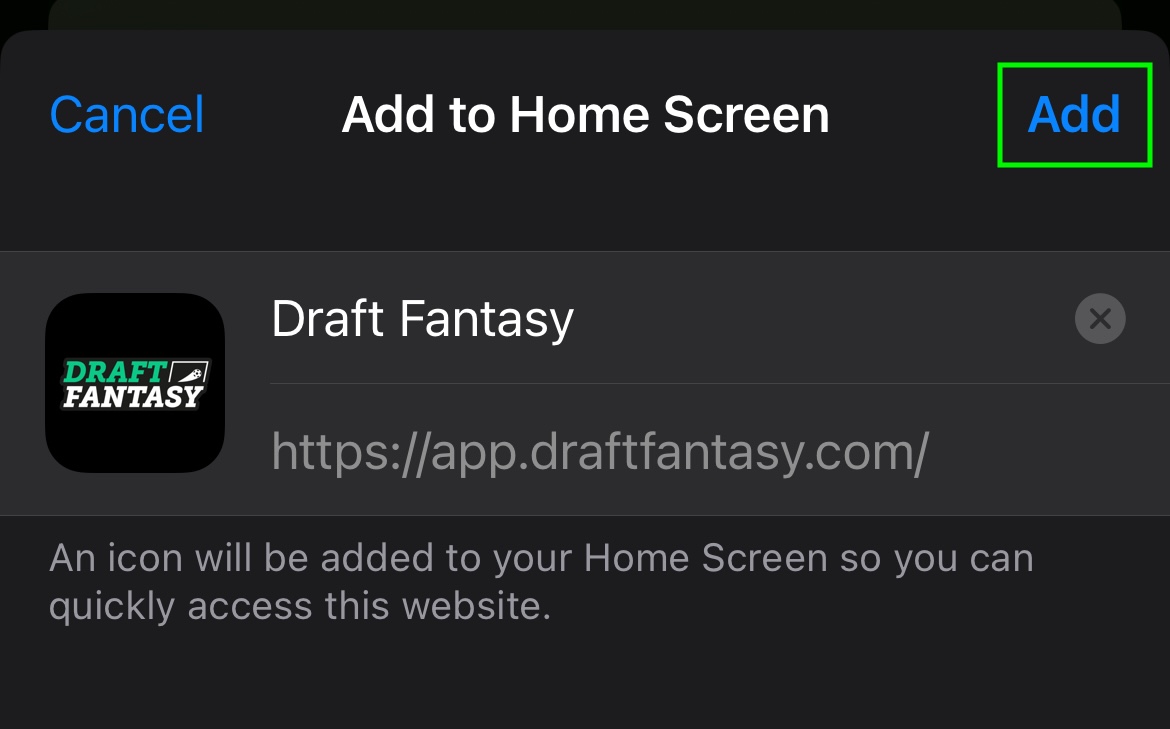 Cancel Add to Home Screen Add
Draft Fantasy
DRAFT
FANTASY
https://app.draftfantasy.com/
An icon will be added to your Home Screen so you can
quickly access this website.